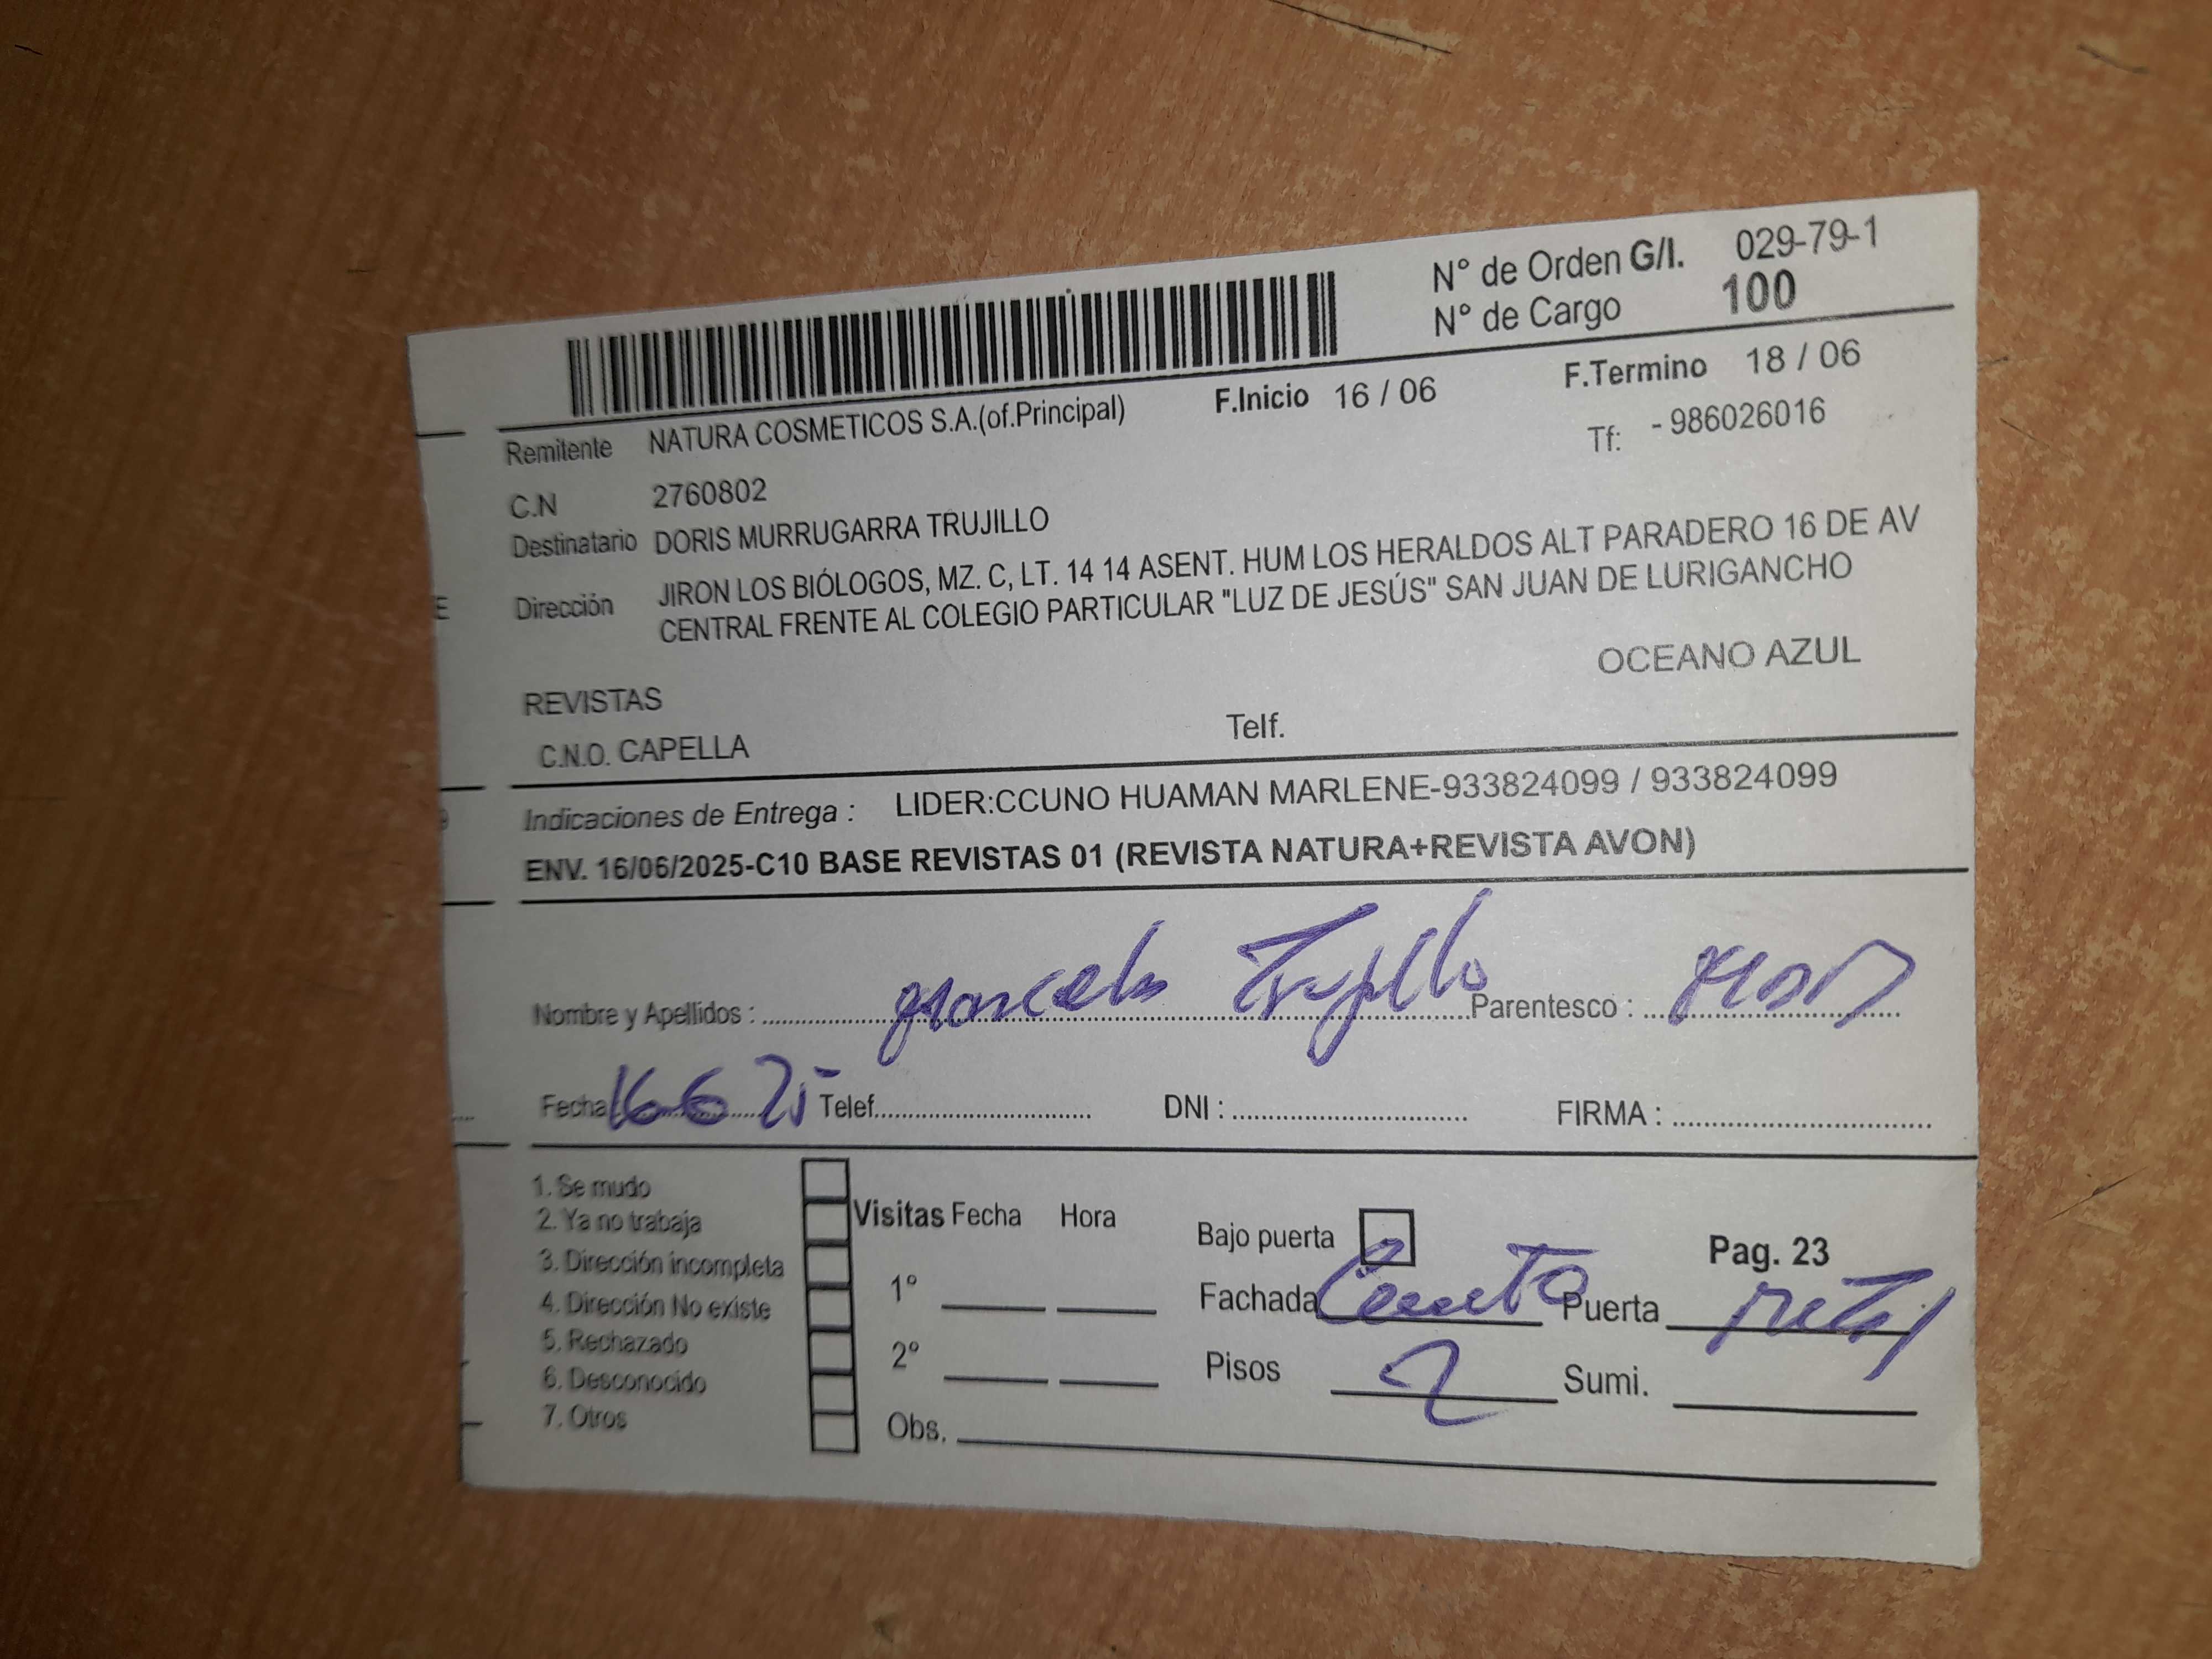 N° de Orden G/I. 029-79-1
N° de Cargo 100
F.Inicio 16 / 06 F.Termino 18 / 06
Remitente NATURA COSMETICOS S.A.(of.Principal) Tf: - 986026016
C.N 2760802
Destinatario DORIS MURRUGARRA TRUJILLO
Dirección JIRON LOS BIÓLOGOS, MZ. C, LT. 14 14 ASENT. HUM LOS HERALDOS ALT PARADERO 16 DE AV
CENTRAL FRENTE AL COLEGIO PARTICULAR "LUZ DE JESÚS" SAN JUAN DE LURIGANCHO
E
OCEANO AZUL
REVISTAS
C.N.O. CAPELLA Telf.
Indicaciones de Entrega : LIDER:CCUNO HUAMAN MARLENE-933824099 / 933824099
ENV. 16/06/2025-C10 BASE REVISTAS 01 (REVISTA NATURA+REVISTA AVON)
Nombre y Apellidos : Marcela Trujillo Parentesco :
Fecha 16 6 25 Telef. DNI : FIRMA :
1. Se mudo
2. Ya no trabaja
3. Dirección incompleta
4. Dirección No existe
5. Rechazado
6. Desconocido
7. Otros
Visitas Fecha Hora
1°
2°
Obs.
Bajo puerta Pag. 23
Fachada Puerta metal
Pisos 2 Sumi.